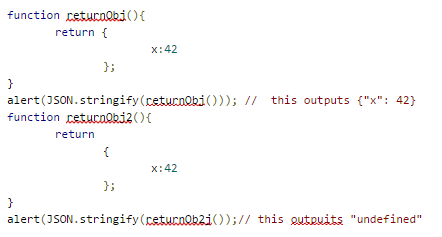 function returnObj(){
return {
x:42
};
}
alert(JSON.stringify(returnObj())); // this outputs {"x": 42}
function returnObj2(){
return
{
x:42
};
}
alert(JSON.stringify(returnOb2j());// this outpuits "undefined"